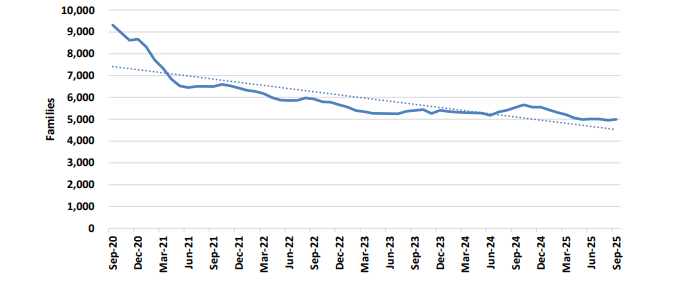 10,000
9,000
8,000
7,000
6,000
5,000
4,000
3,000
2,000
1,000
0
Families
Sep-20
Dec-20
Mar-21
Jun-21
Sep-21
Dec-21
Mar-22
Jun-22
Sep-22
Dec-22
Mar-23
Jun-23
Sep-23
Dec-23
Mar-24
Jun-24
Sep-24
Dec-24
Mar-25
Jun-25
Sep-25